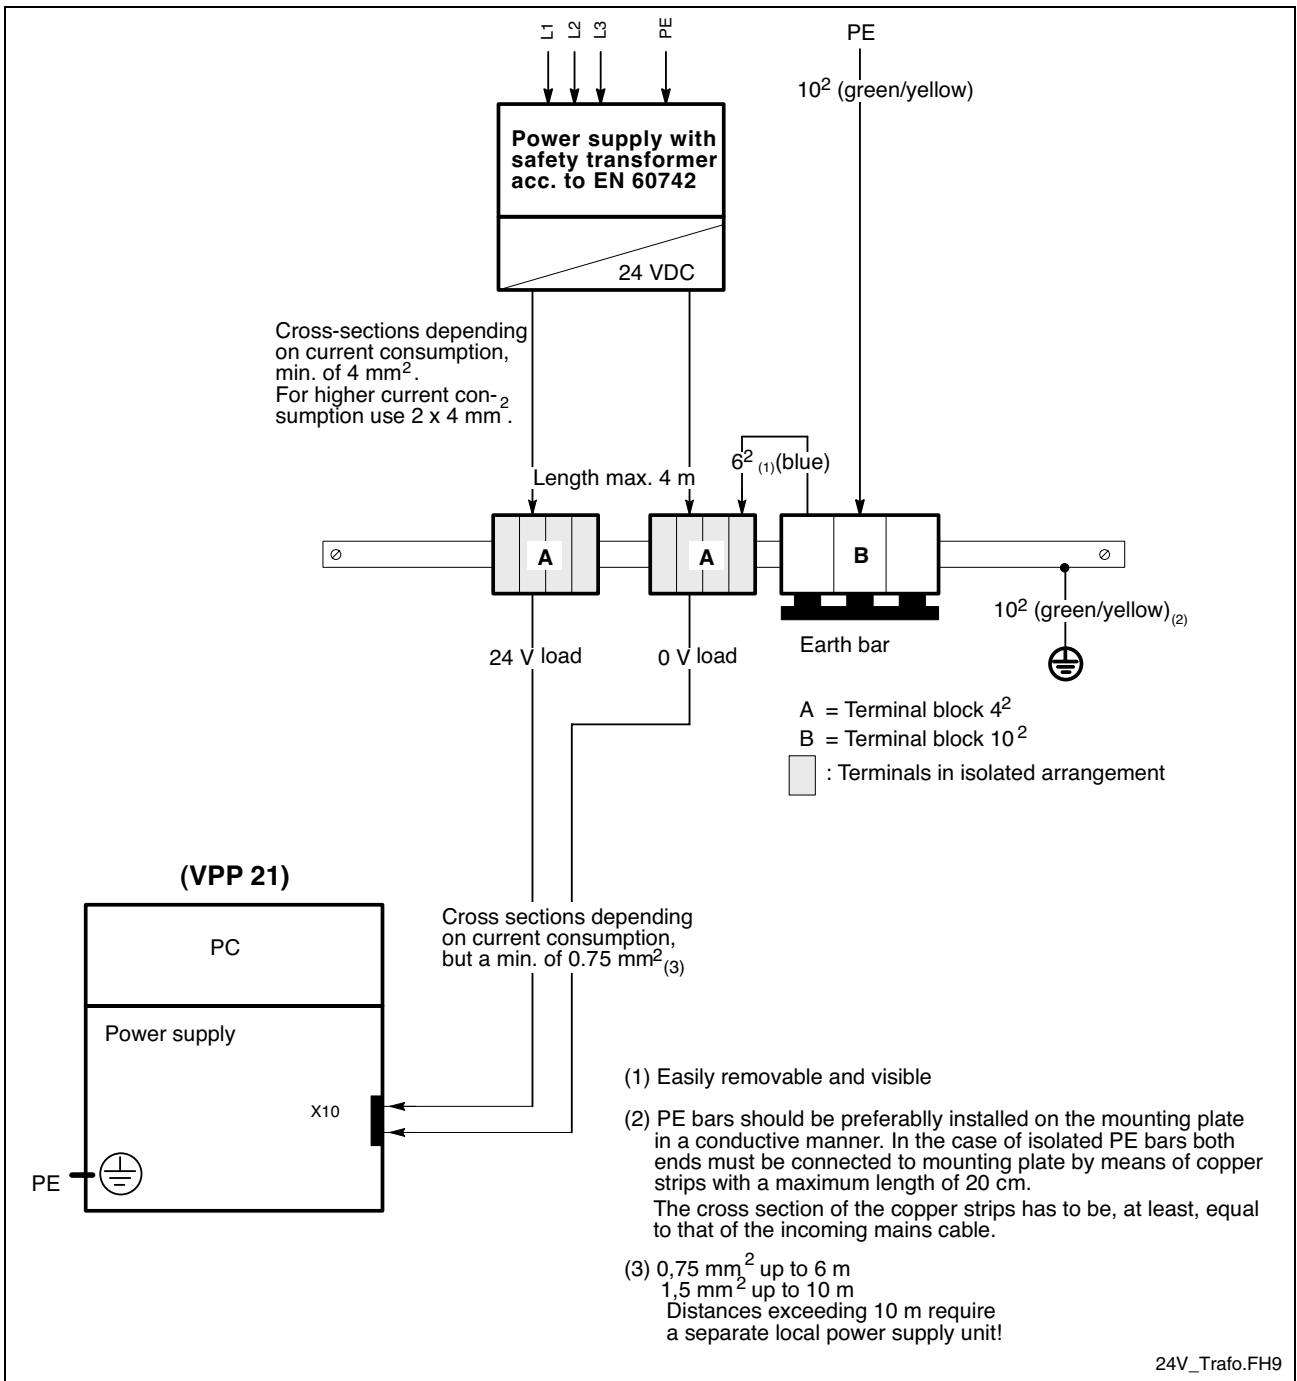 L1
L2
L3
PE
PE
10² (green/yellow)
Power supply with
safety transformer
acc. to EN 60742
24 VDC
Cross-sections depending
on current consumption,
min. of 4 mm².
For higher current con-
sumption use 2 x 4 mm².
6² (1)(blue)
Length max. 4 m
A
A
B
10² (green/yellow)(2)
Earth bar
24 V load
0 V load
A = Terminal block 4²
B = Terminal block 10²
: Terminals in isolated arrangement
(VPP 21)
PC
Cross sections depending
on current consumption,
but a min. of 0.75 mm²(3)
Power supply
X10
PE
(1) Easily removable and visible
(2) PE bars should be preferablly installed on the mounting plate
in a conductive manner. In the case of isolated PE bars both
ends must be connected to mounting plate by means of copper
strips with a maximum length of 20 cm.
The cross section of the copper strips has to be, at least, equal
to that of the incoming mains cable.
(3) 0,75 mm² up to 6 m
1,5 mm² up to 10 m
Distances exceeding 10 m require
a separate local power supply unit!
24V_Trafo.FH9